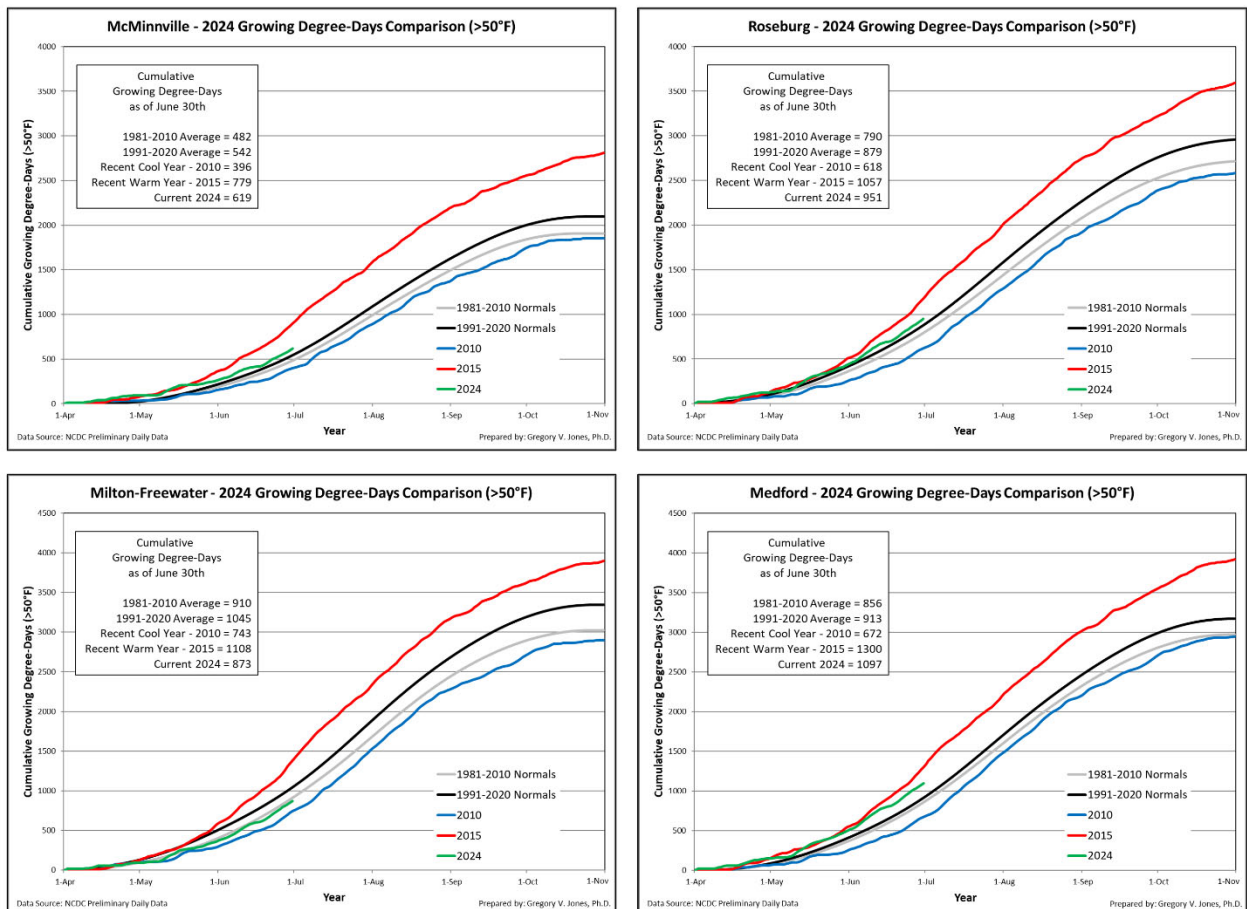 McMinnville - 2024 Growing Degree-Days Comparison (>50°F)
Cumulative Growing Degree-Days (>50°F)
4000
3500
3000
2500
2000
1500
1000
500
0
Cumulative
Growing Degree-Days
as of June 30th
1981-2010 Average = 482
1991-2020 Average = 542
Recent Cool Year - 2010 = 396
Recent Warm Year - 2015 = 779
Current 2024 = 619
1981-2010 Normals
1991-2020 Normals
2010
2015
2024
1-Apr 1-May 1-Jun 1-Jul 1-Aug 1-Sep 1-Oct 1-Nov
Year
Data Source: NCDC Preliminary Daily Data Prepared by: Gregory V. Jones, Ph.D.
Roseburg - 2024 Growing Degree-Days Comparison (>50°F)
Cumulative Growing Degree-Days (>50°F)
4000
3500
3000
2500
2000
1500
1000
500
0
Cumulative
Growing Degree-Days
as of June 30th
1981-2010 Average = 790
1991-2020 Average = 879
Recent Cool Year - 2010 = 618
Recent Warm Year - 2015 = 1057
Current 2024 = 951
1981-2010 Normals
1991-2020 Normals
2010
2015
2024
1-Apr 1-May 1-Jun 1-Jul 1-Aug 1-Sep 1-Oct 1-Nov
Year
Data Source: NCDC Preliminary Daily Data Prepared by: Gregory V. Jones, Ph.D.
Milton-Freewater - 2024 Growing Degree-Days Comparison (>50°F)
Cumulative Growing Degree-Days (>50°F)
4500
4000
3500
3000
2500
2000
1500
1000
500
0
Cumulative
Growing Degree-Days
as of June 30th
1981-2010 Average = 910
1991-2020 Average = 1045
Recent Cool Year - 2010 = 743
Recent Warm Year - 2015 = 1108
Current 2024 = 873
1981-2010 Normals
1991-2020 Normals
2010
2015
2024
1-Apr 1-May 1-Jun 1-Jul 1-Aug 1-Sep 1-Oct 1-Nov
Year
Data Source: NCDC Preliminary Daily Data Prepared by: Gregory V. Jones, Ph.D.
Medford - 2024 Growing Degree-Days Comparison (>50°F)
Cumulative Growing Degree-Days (>50°F)
4500
4000
3500
3000
2500
2000
1500
1000
500
0
Cumulative
Growing Degree-Days
as of June 30th
1981-2010 Average = 856
1991-2020 Average = 913
Recent Cool Year - 2010 = 672
Recent Warm Year - 2015 = 1300
Current 2024 = 1097
1981-2010 Normals
1991-2020 Normals
2010
2015
2024
1-Apr 1-May 1-Jun 1-Jul 1-Aug 1-Sep 1-Oct 1-Nov
Year
Data Source: NCDC Preliminary Daily Data Prepared by: Gregory V. Jones, Ph.D.